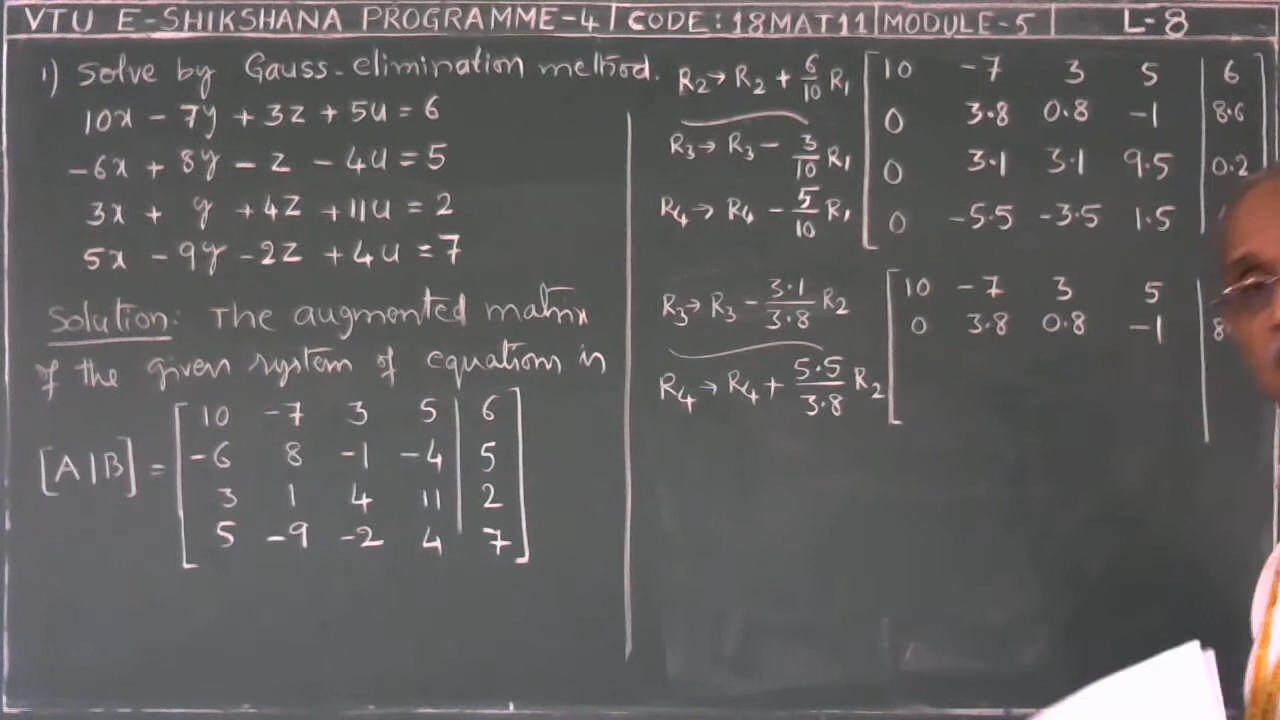 VTU E-SHIKSHANA PROGRAMME-4 | CODE: 18MAT11 | MODULE-5 | L-8
1) Solve by Gauss-elimination method.
10x - 7y + 3z + 5u = 6
-6x + 8y - z - 4u = 5
3x + y + 4z + 11u = 2
5x - 9y - 2z + 4u = 7
Solution: The augmented matrix
of the given system of equations is
[A|B] =
10 -7 3 5 | 6
-6 8 -1 -4 | 5
3 1 4 11 | 2
5 -9 -2 4 | 7
R₂→ R₂ + 6/10 R₁
R₃→ R₃ - 3/10 R₁
R₄→ R₄ - 5/10 R₁
10 -7 3 5 | 6
0 3.8 0.8 -1 | 8.6
0 3.1 3.1 9.5 | 0.2
0 -5.5 -3.5 1.5 |
R₃→ R₃ - 3.1/3.8 R₂
R₄→ R₄ + 5.5/3.8 R₂
10 -7 3 5 |
0 3.8 0.8 -1 | 8